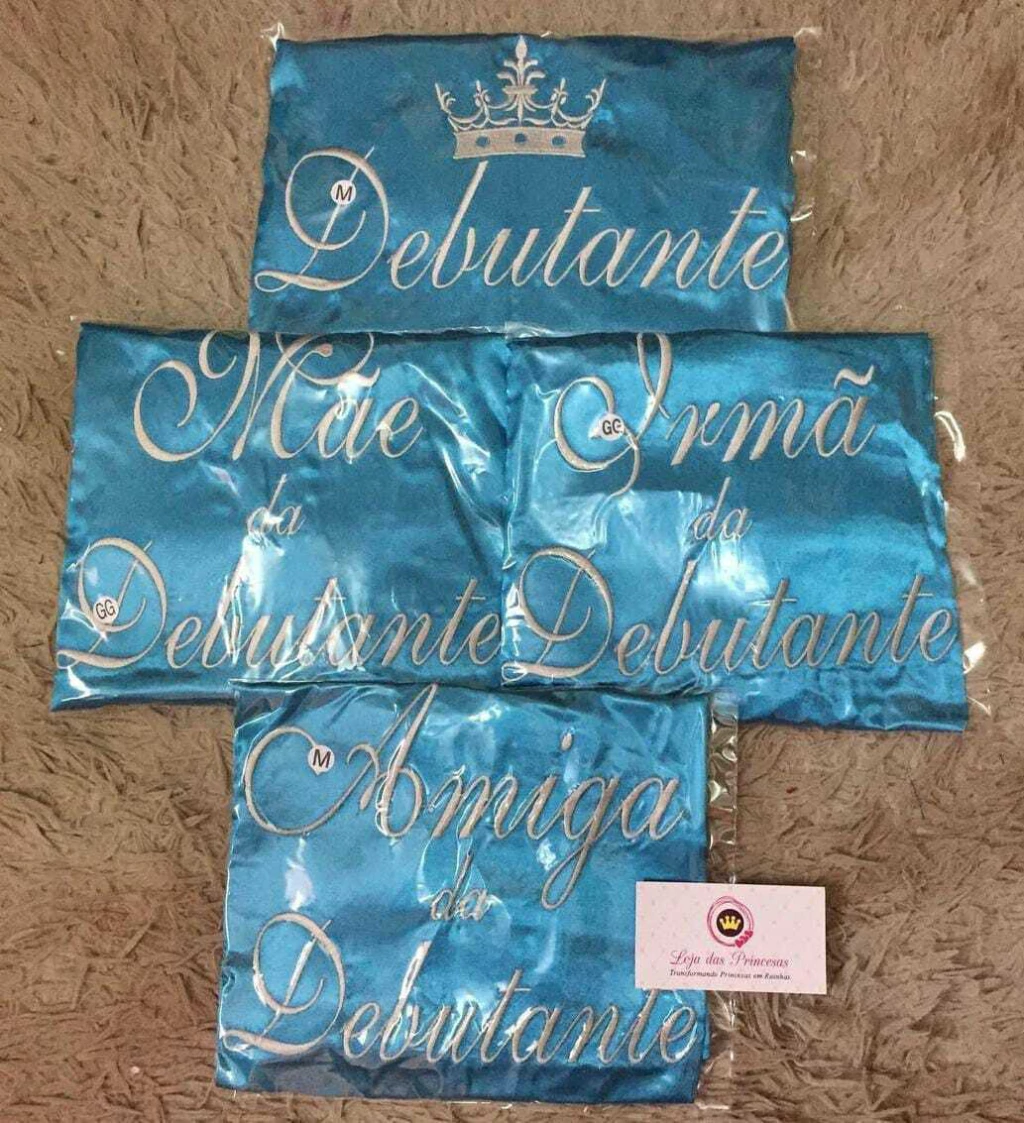 M
Debutante
Mãe
da
GG
Debutante
GG
Irmã
da
Debutante
M
Amiga
da
Debutante
Loja das Princesas
Transformando Princesas em Rainhas